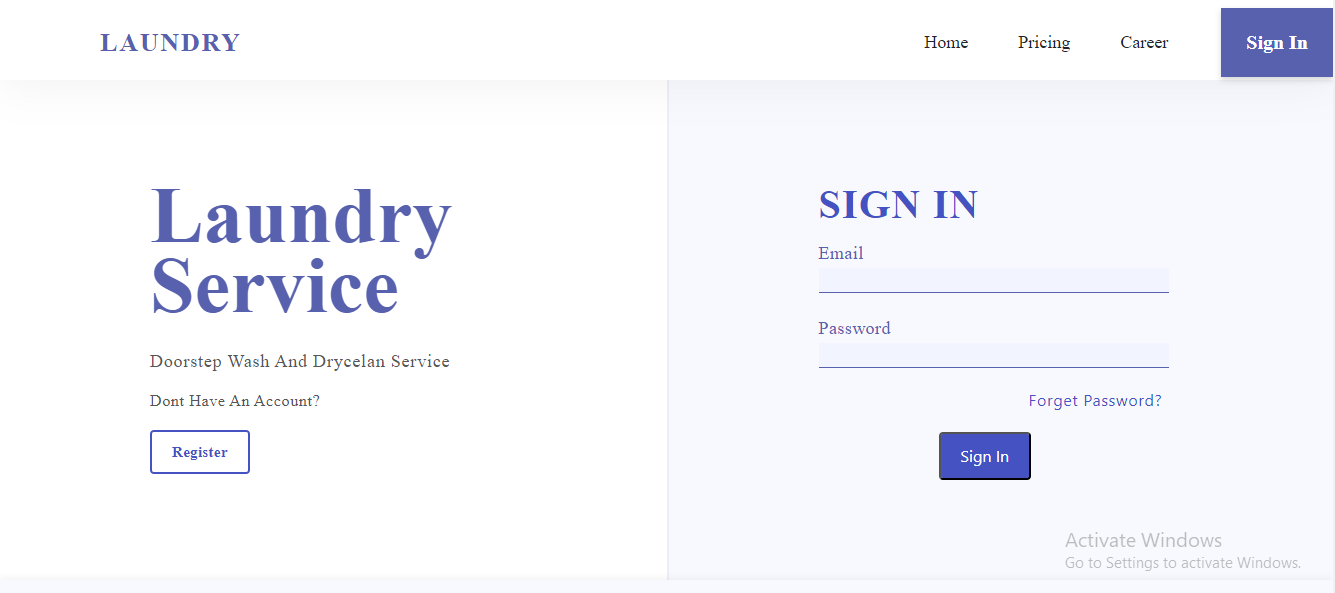 LAUNDRY
Home
Pricing
Career
Sign In
Laundry
Service
Doorstep Wash And Drycelan Service
Dont Have An Account?
Register
SIGN IN
Email
Password
Forget Password?
Sign In
Activate Windows
Go to Settings to activate Windows.